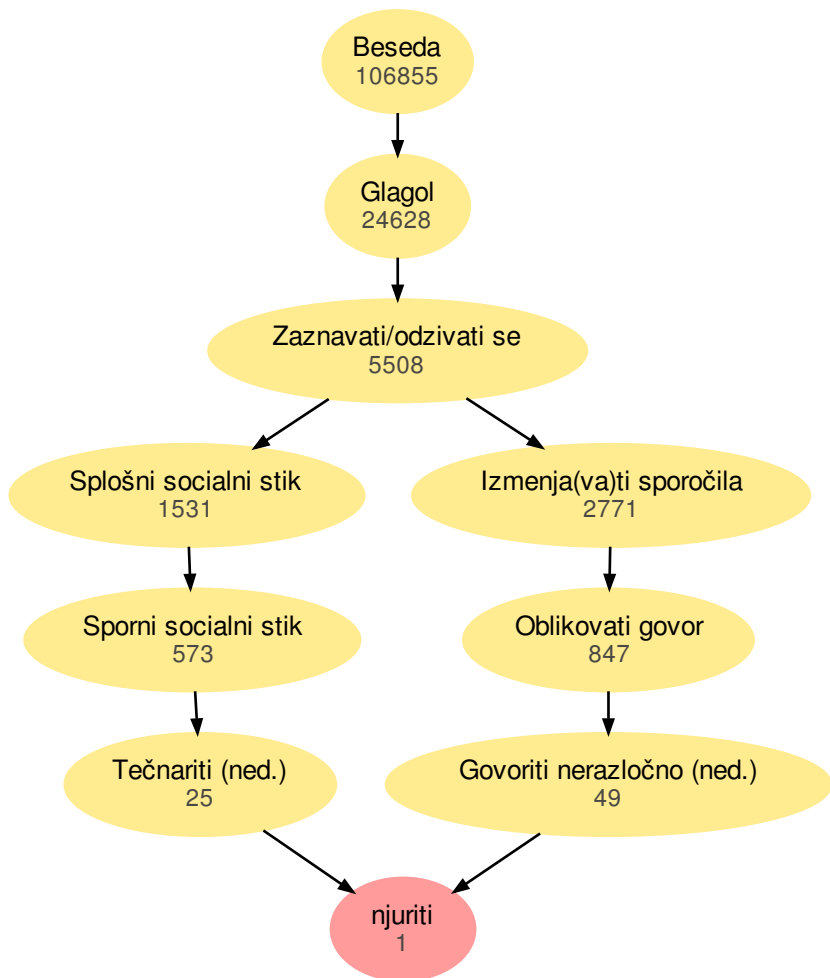 Beseda
106855
Glagol
24628
Zaznavati/odzivati se
5508
Splošni socialni stik
1531
Izmenja(va)ti sporočila
2771
Sporni socialni stik
573
Oblikovati govor
847
Tečnariti (ned.)
25
Govoriti nerazločno (ned.)
49
njuriti
1